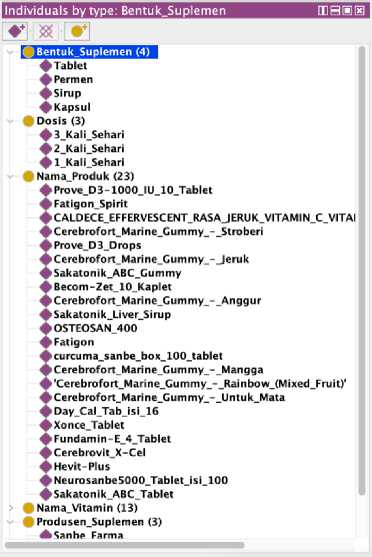 Individuals by type: Bentuk_Suplemen
Bentuk_Suplemen (4)
Tablet
Permen
Sirup
Kapsul
Dosis (3)
3_Kali_Sehari
2_Kali_Sehari
1_Kali_Sehari
Nama_Produk (23)
Prove_D3-1000_IU_10_Tablet
Fatigon_Spirit
CALDECE_EFFERVESCENT_RASA_JERUK_VITAMIN_C_VITA
Cerebrofort_Marine_Gummy_-_Stroberi
Prove_D3_Drops
Cerebrofort_Marine_Gummy_-_Jeruk
Sakatonik_ABC_Gummy
Becom-Zet_10_Kaplet
Cerebrofort_Marine_Gummy_-_Anggur
Sakatonik_Liver_Sirup
OSTEOSAN_400
Fatigon
curcuma_sanbe_box_100_tablet
Cerebrofort_Marine_Gummy_-_Mangga
'Cerebrofort_Marine_Gummy_-_Rainbow_(Mixed_Fruit)'
Cerebrofort_Marine_Gummy_-_Untuk_Mata
Day_Cal_Tab_isi_16
Xonce_Tablet
Fundamin-E_4_Tablet
Cerebrovit_X-Cel
Hevit-Plus
Neurosanbe5000_Tablet_isi_100
Sakatonik_ABC_Tablet
Nama_Vitamin (13)
Produsen_Suplemen (3)
Sanbe_Farma